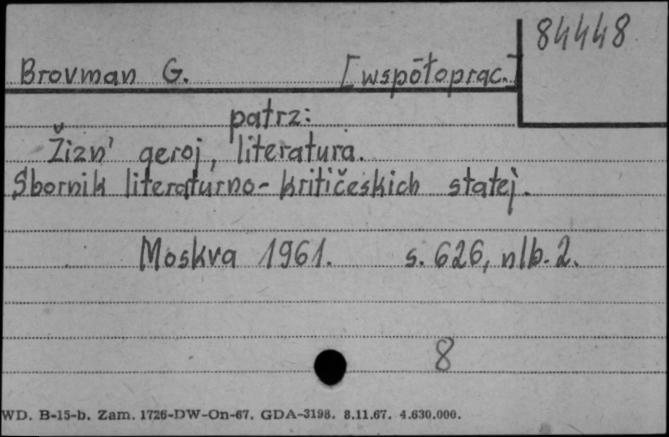 84448
Brovman G. [współoprac.]
patrz:
Žizn' geroj, literatura.
Sbornik literaturno-kritičeskich statej.
Moskva 1961. s. 626, nlb. 2.
8
WD. B-15-b. Zam. 1726-DW-On-67. GDA-3198. 8.11.67. 4.630.000.